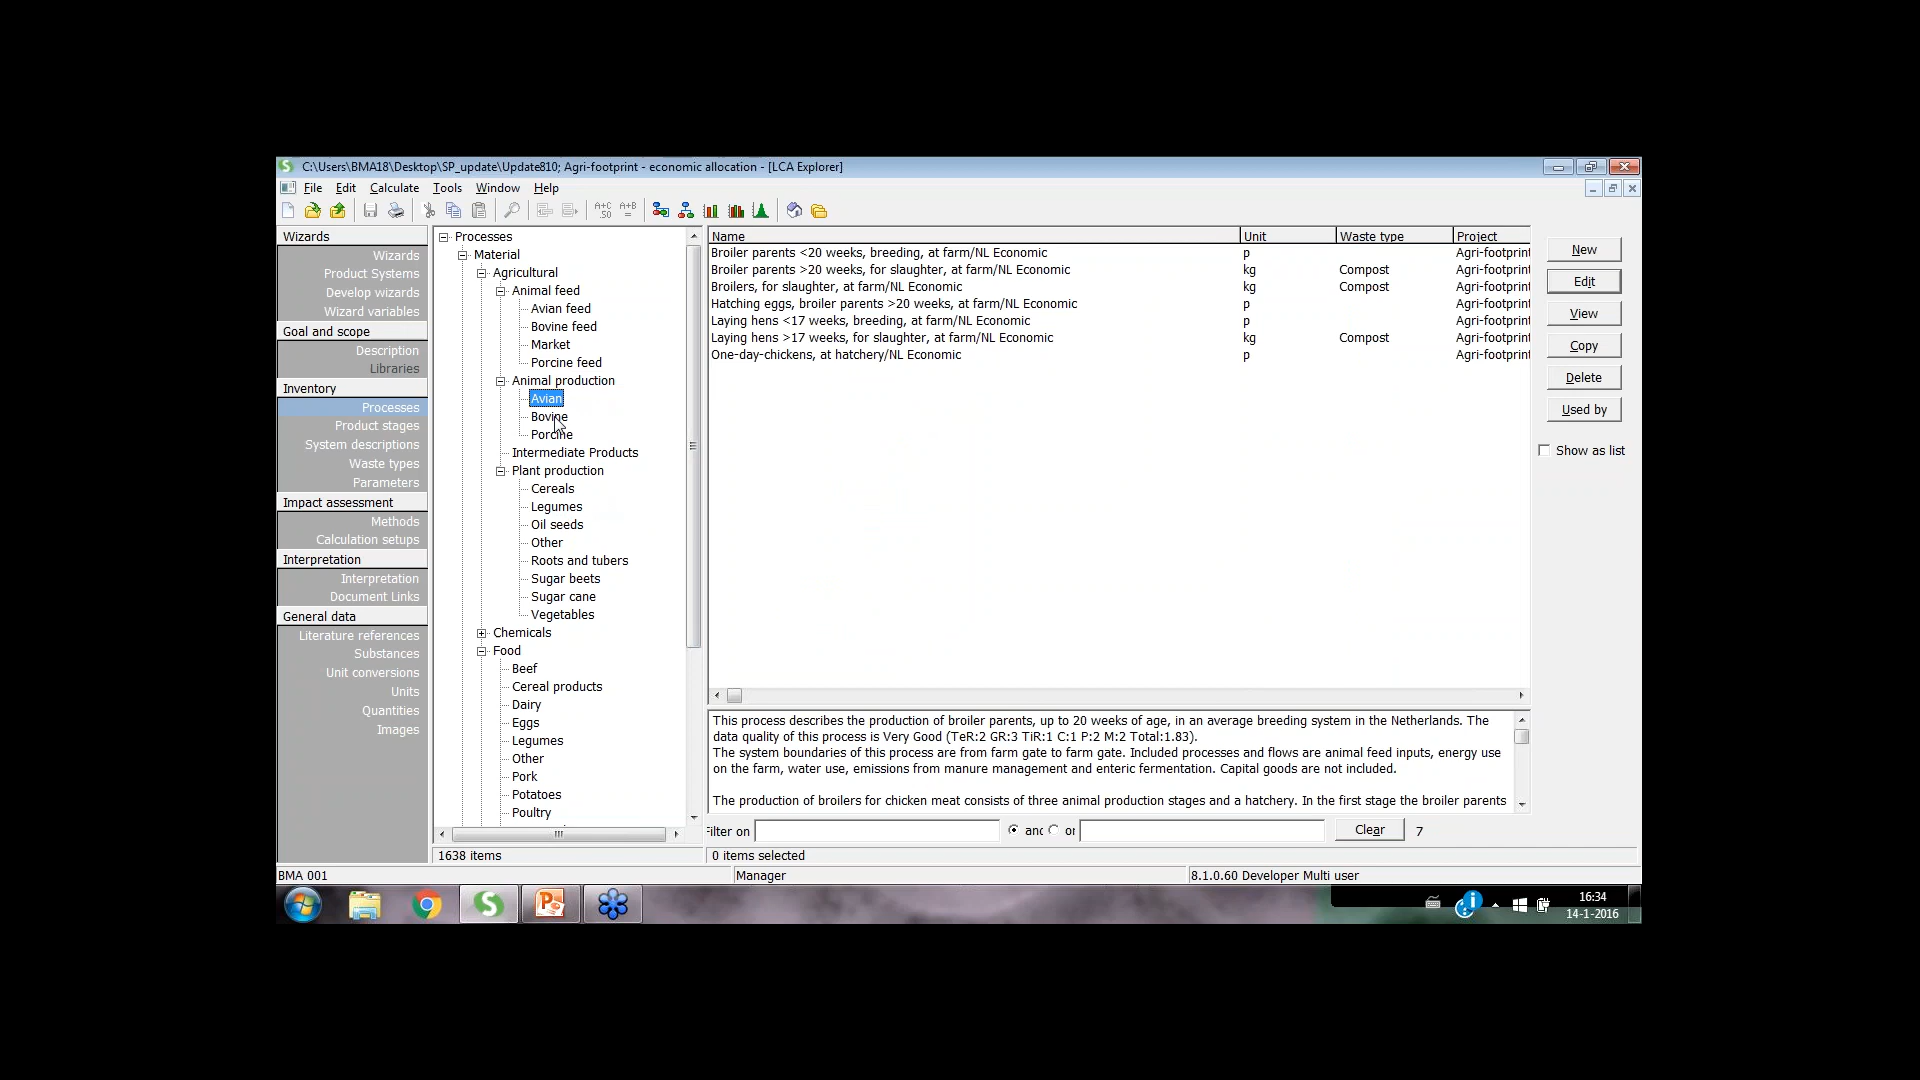 C:\Users\BMA18\Desktop\SP_update\Update810; Agri-footprint - economic allocation - [LCA Explorer]
File Edit Calculate Tools Window Help
Wizards
Wizards
Product Systems
Develop wizards
Wizard variables
Goal and scope
Description
Libraries
Inventory
Processes
Product stages
System descriptions
Waste types
Parameters
Impact assessment
Methods
Calculation setups
Interpretation
Interpretation
Document Links
General data
Literature references
Substances
Unit conversions
Units
Quantities
Images
Processes
Material
Agricultural
Animal feed
Avian feed
Bovine feed
Market
Porcine feed
Animal production
Avian
Bovine
Porcine
Intermediate Products
Plant production
Cereals
Legumes
Oil seeds
Other
Roots and tubers
Sugar beets
Sugar cane
Vegetables
Chemicals
Food
Beef
Cereal products
Dairy
Eggs
Legumes
Other
Pork
Potatoes
Poultry
1638 items
Name Unit Waste type Project
Broiler parents <20 weeks, breeding, at farm/NL Economic p Agri-footprint
Broiler parents >20 weeks, for slaughter, at farm/NL Economic kg Compost Agri-footprint
Broilers, for slaughter, at farm/NL Economic kg Compost Agri-footprint
Hatching eggs, broiler parents >20 weeks, at farm/NL Economic p Agri-footprint
Laying hens <17 weeks, breeding, at farm/NL Economic p Agri-footprint
Laying hens >17 weeks, for slaughter, at farm/NL Economic kg Compost Agri-footprint
One-day-chickens, at hatchery/NL Economic p Agri-footprint
This process describes the production of broiler parents, up to 20 weeks of age, in an average breeding system in the Netherlands. The
data quality of this process is Very Good (TeR:2 GR:3 TiR:1 C:1 P:2 M:2 Total:1.83).
The system boundaries of this process are from farm gate to farm gate. Included processes and flows are animal feed inputs, energy use
on the farm, water use, emissions from manure management and enteric fermentation. Capital goods are not included.
The production of broilers for chicken meat consists of three animal production stages and a hatchery. In the first stage the broiler parents
Filter on and or Clear 7
0 items selected
New
Edit
View
Copy
Delete
Used by
Show as list
BMA 001 Manager 8.1.0.60 Developer Multi user
16:34
14-1-2016